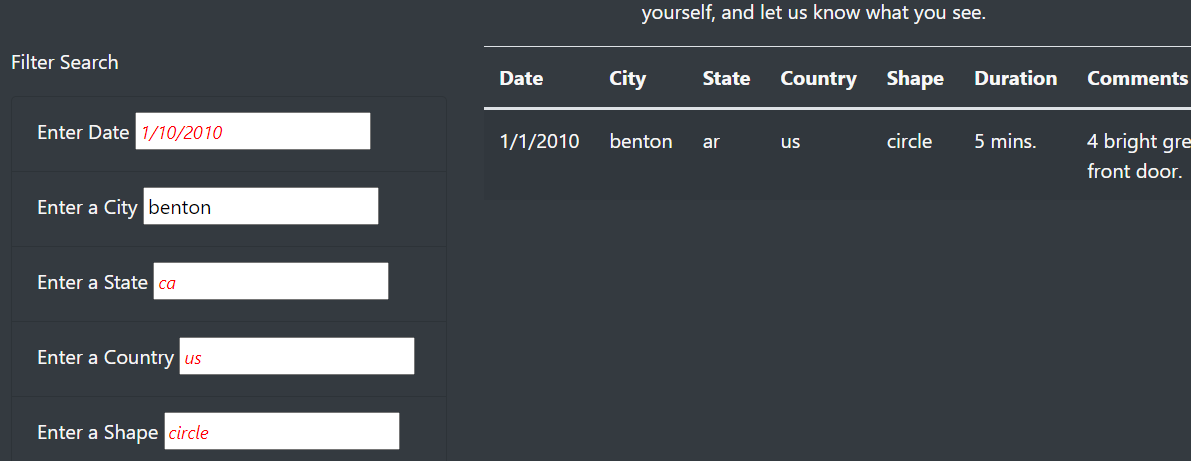 yourself, and let us know what you see.
Filter Search
Enter Date 1/10/2010
Enter a City benton
Enter a State ca
Enter a Country us
Enter a Shape circle
Date City State Country Shape Duration Comments
1/1/2010 benton ar us circle 5 mins. 4 bright gre
front door.